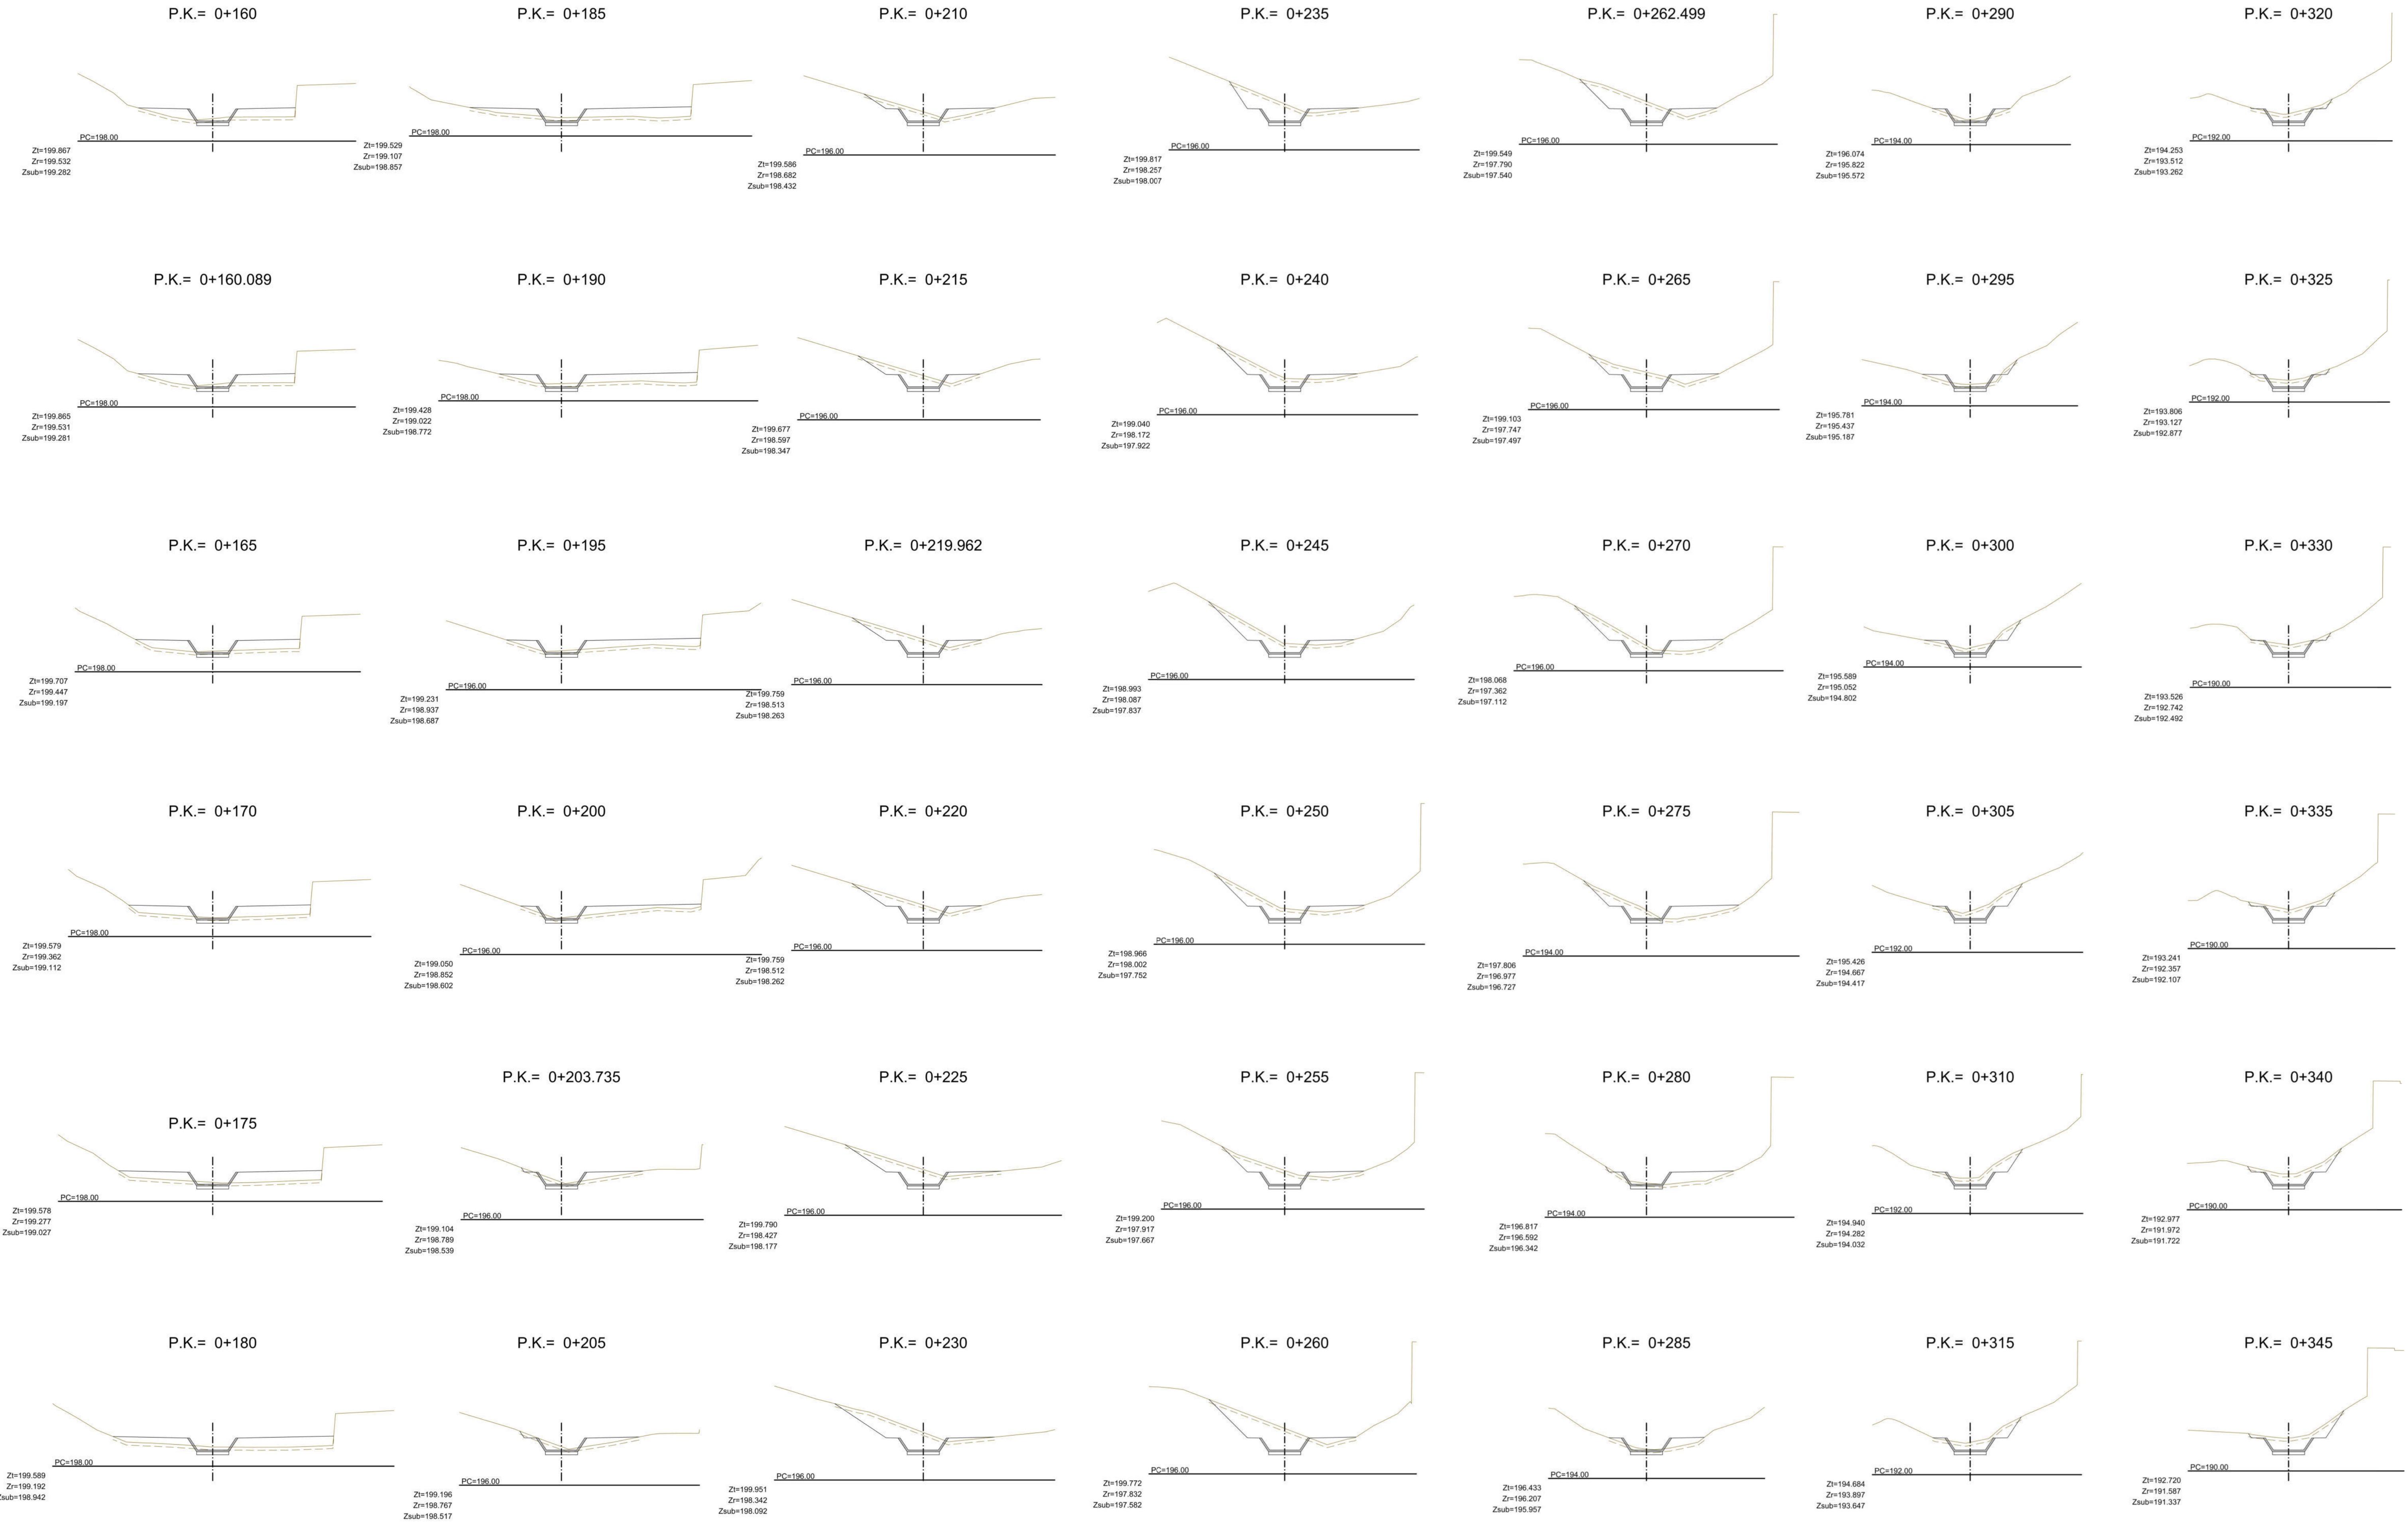 P.K.= 0+160
PC=198.00
Zt=199.867
Zr=199.532
Zsub=199.282
P.K.= 0+160.089
PC=198.00
Zt=199.865
Zr=199.531
Zsub=199.281
P.K.= 0+165
PC=198.00
Zt=199.707
Zr=199.447
Zsub=199.197
P.K.= 0+170
PC=198.00
Zt=199.579
Zr=199.362
Zsub=199.112
P.K.= 0+175
PC=198.00
Zt=199.578
Zr=199.277
Zsub=199.027
P.K.= 0+180
PC=198.00
Zt=199.589
Zr=199.192
Zsub=198.942
P.K.= 0+185
PC=198.00
Zt=199.529
Zr=199.107
Zsub=198.857
P.K.= 0+190
PC=198.00
Zt=199.428
Zr=199.022
Zsub=198.772
P.K.= 0+195
PC=196.00
Zt=199.231
Zr=198.937
Zsub=198.687
P.K.= 0+200
PC=196.00
Zt=199.050
Zr=198.852
Zsub=198.602
P.K.= 0+203.735
PC=196.00
Zt=199.104
Zr=198.789
Zsub=198.539
P.K.= 0+205
PC=196.00
Zt=199.196
Zr=198.767
Zsub=198.517
P.K.= 0+210
PC=196.00
Zt=199.586
Zr=198.682
Zsub=198.432
P.K.= 0+215
PC=196.00
Zt=199.677
Zr=198.597
Zsub=198.347
P.K.= 0+219.962
PC=196.00
Zt=199.759
Zr=198.513
Zsub=198.263
P.K.= 0+220
PC=196.00
Zt=199.759
Zr=198.512
Zsub=198.262
P.K.= 0+225
PC=196.00
Zt=199.790
Zr=198.427
Zsub=198.177
P.K.= 0+230
PC=196.00
Zt=199.951
Zr=198.342
Zsub=198.092
P.K.= 0+235
PC=196.00
Zt=199.817
Zr=198.257
Zsub=198.007
P.K.= 0+240
PC=196.00
Zt=199.040
Zr=198.172
Zsub=197.922
P.K.= 0+245
PC=196.00
Zt=198.993
Zr=198.087
Zsub=197.837
P.K.= 0+250
PC=196.00
Zt=198.966
Zr=198.002
Zsub=197.752
P.K.= 0+255
PC=196.00
Zt=199.200
Zr=197.917
Zsub=197.667
P.K.= 0+260
PC=196.00
Zt=199.772
Zr=197.832
Zsub=197.582
P.K.= 0+262.499
PC=196.00
Zt=199.549
Zr=197.790
Zsub=197.540
P.K.= 0+265
PC=196.00
Zt=199.103
Zr=197.747
Zsub=197.497
P.K.= 0+270
PC=196.00
Zt=198.068
Zr=197.362
Zsub=197.112
P.K.= 0+275
PC=194.00
Zt=197.806
Zr=196.977
Zsub=196.727
P.K.= 0+280
PC=194.00
Zt=196.817
Zr=196.592
Zsub=196.342
P.K.= 0+285
PC=194.00
Zt=196.433
Zr=196.207
Zsub=195.957
P.K.= 0+290
PC=194.00
Zt=196.074
Zr=195.822
Zsub=195.572
P.K.= 0+295
PC=194.00
Zt=195.781
Zr=195.437
Zsub=195.187
P.K.= 0+300
PC=194.00
Zt=195.589
Zr=195.052
Zsub=194.802
P.K.= 0+305
PC=192.00
Zt=195.426
Zr=194.667
Zsub=194.417
P.K.= 0+310
PC=192.00
Zt=194.940
Zr=194.282
Zsub=194.032
P.K.= 0+315
PC=192.00
Zt=194.684
Zr=193.897
Zsub=193.647
P.K.= 0+320
PC=192.00
Zt=194.253
Zr=193.512
Zsub=193.262
P.K.= 0+325
PC=192.00
Zt=193.806
Zr=193.127
Zsub=192.877
P.K.= 0+330
PC=190.00
Zt=193.526
Zr=192.742
Zsub=192.492
P.K.= 0+335
PC=190.00
Zt=193.241
Zr=192.357
Zsub=192.107
P.K.= 0+340
PC=190.00
Zt=192.977
Zr=191.972
Zsub=191.722
P.K.= 0+345
PC=190.00
Zt=192.720
Zr=191.587
Zsub=191.337